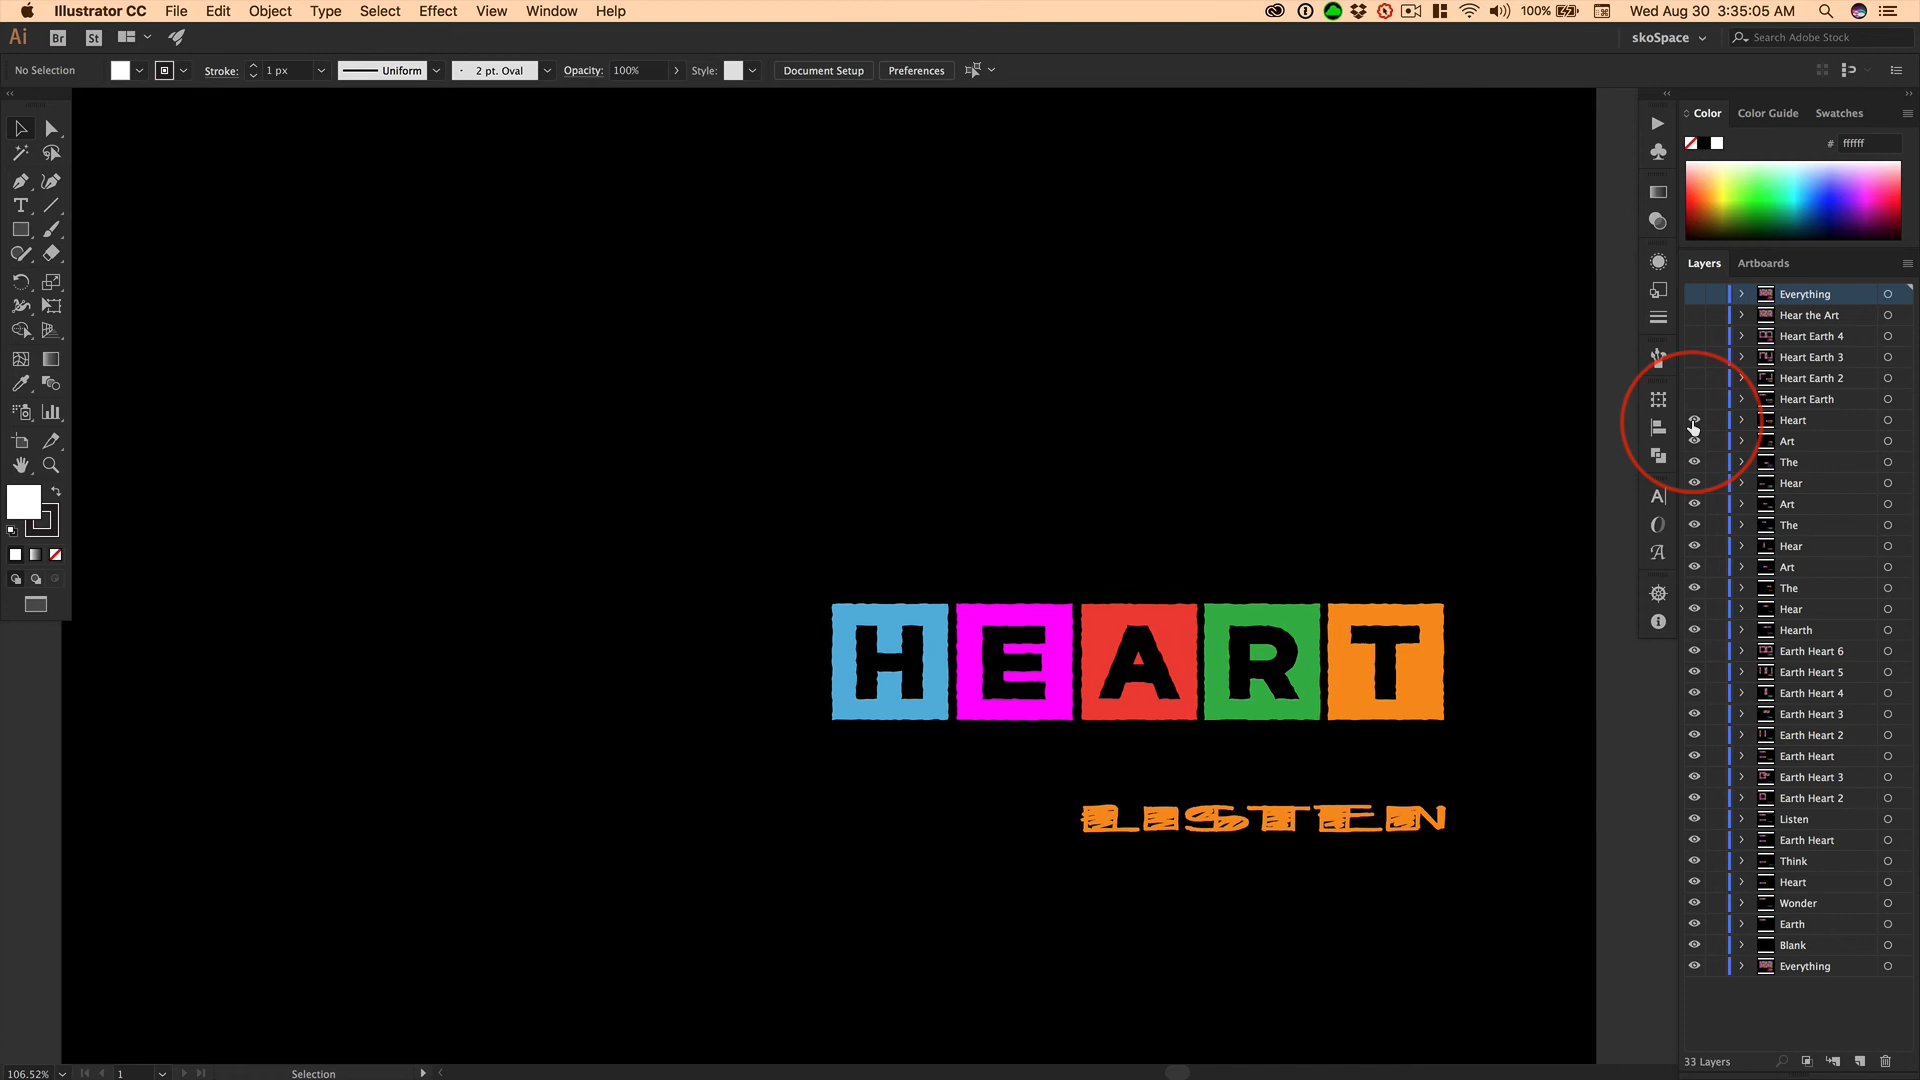 Illustrator CC File Edit Object Type Select Effect View Window Help 100% Wed Aug 30 3:35:05 AM
Ai Br St skoSpace Search Adobe Stock
No Selection Stroke: 1 px Uniform 2 pt. Oval Opacity: 100% Style: Document Setup Preferences
Color Color Guide Swatches
# ffffff
Layers Artboards
Everything
Hear the Art
Heart Earth 4
Heart Earth 3
Heart Earth 2
Heart Earth
Heart
Art
The
Hear
Art
The
Hear
Art
The
Hear
Hearth
Earth Heart 6
Earth Heart 5
Earth Heart 4
Earth Heart 3
Earth Heart 2
Earth Heart
Earth Heart 3
Earth Heart 2
Listen
Earth Heart
Think
Heart
Wonder
Earth
Blank
Everything
33 Layers
HEART
LISTEN
106.52% 1 Selection